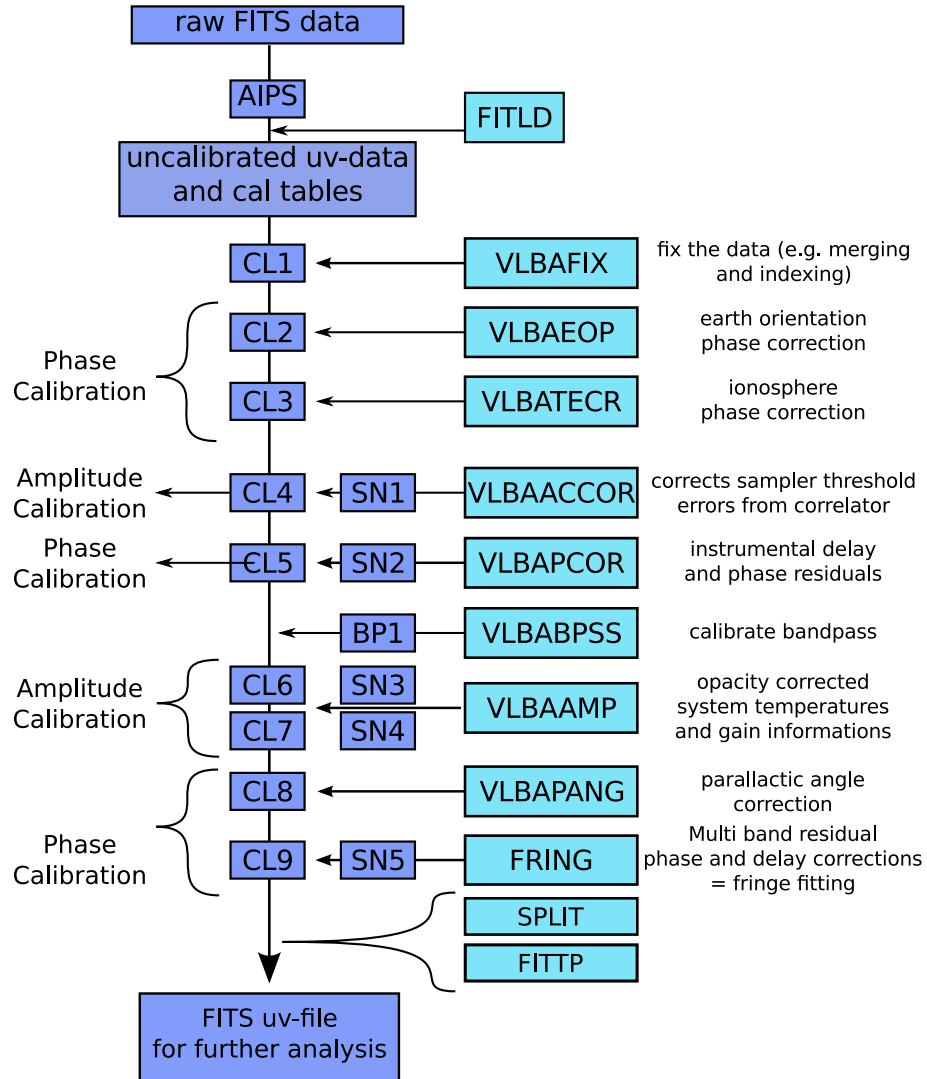 raw FITS data
AIPS
FITLD
uncalibrated uv-data
and cal tables
CL1
VLBAFIX
fix the data (e.g. merging
and indexing)
Phase
Calibration
CL2
VLBAEOP
earth orientation
phase correction
CL3
VLBATECR
ionosphere
phase correction
Amplitude
Calibration
CL4
SN1
VLBAACCOR
corrects sampler threshold
errors from correlator
Phase
Calibration
CL5
SN2
VLBAPCOR
instrumental delay
and phase residuals
BP1
VLBABPSS
calibrate bandpass
Amplitude
Calibration
CL6
SN3
CL7
SN4
VLBAAMP
opacity corrected
system temperatures
and gain informations
Phase
Calibration
CL8
VLBAPANG
parallactic angle
correction
CL9
SN5
FRING
Multi band residual
phase and delay corrections
= fringe fitting
SPLIT
FITTP
FITS uv-file
for further analysis